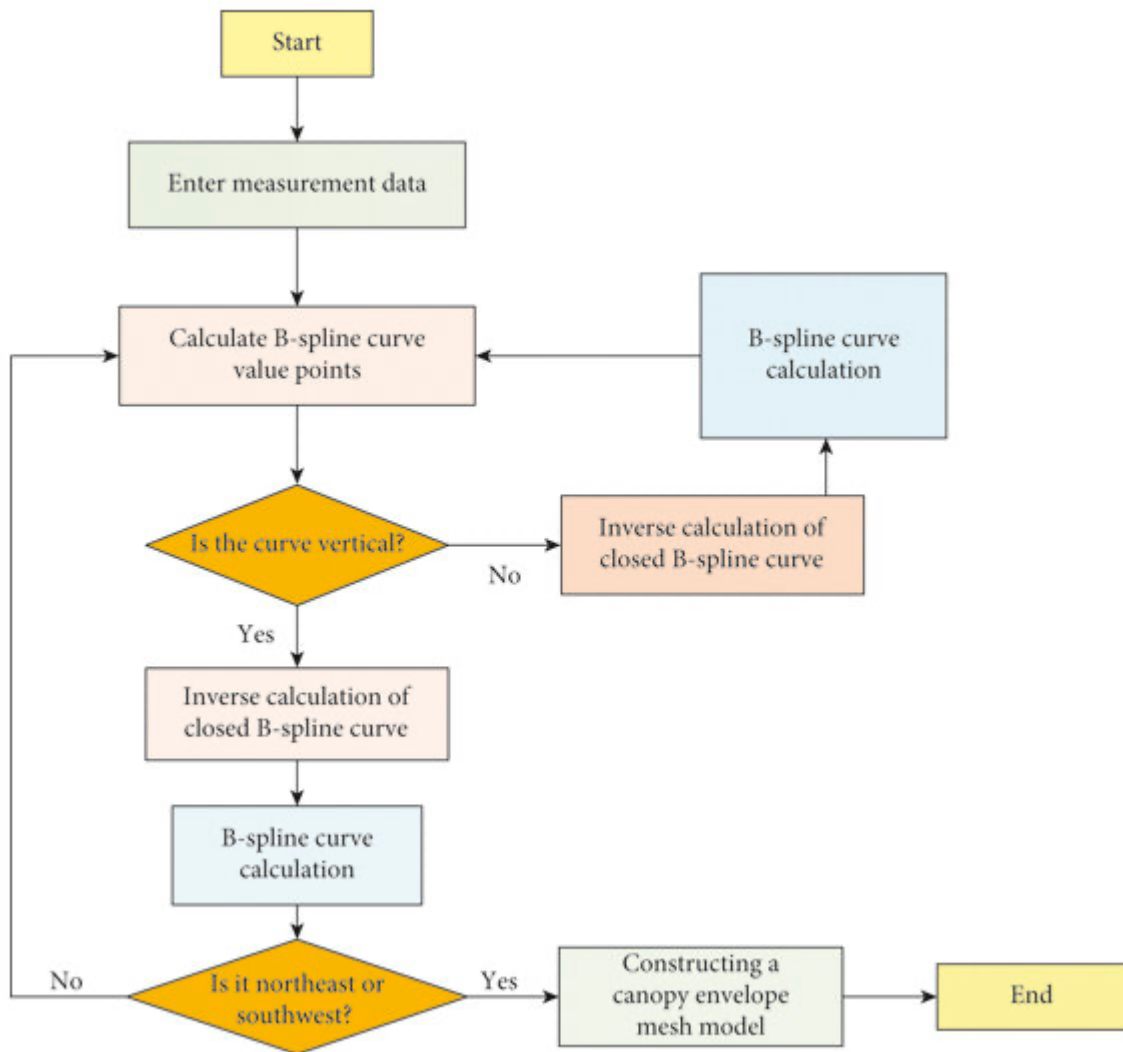 Start
Enter measurement data
Calculate B-spline curve
value points
B-spline curve
calculation
Is the curve vertical?
No
Inverse calculation of
closed B-spline curve
Yes
Inverse calculation of
closed B-spline curve
B-spline curve
calculation
No
Is it northeast or
southwest?
Yes
Constructing a
canopy envelope
mesh model
End